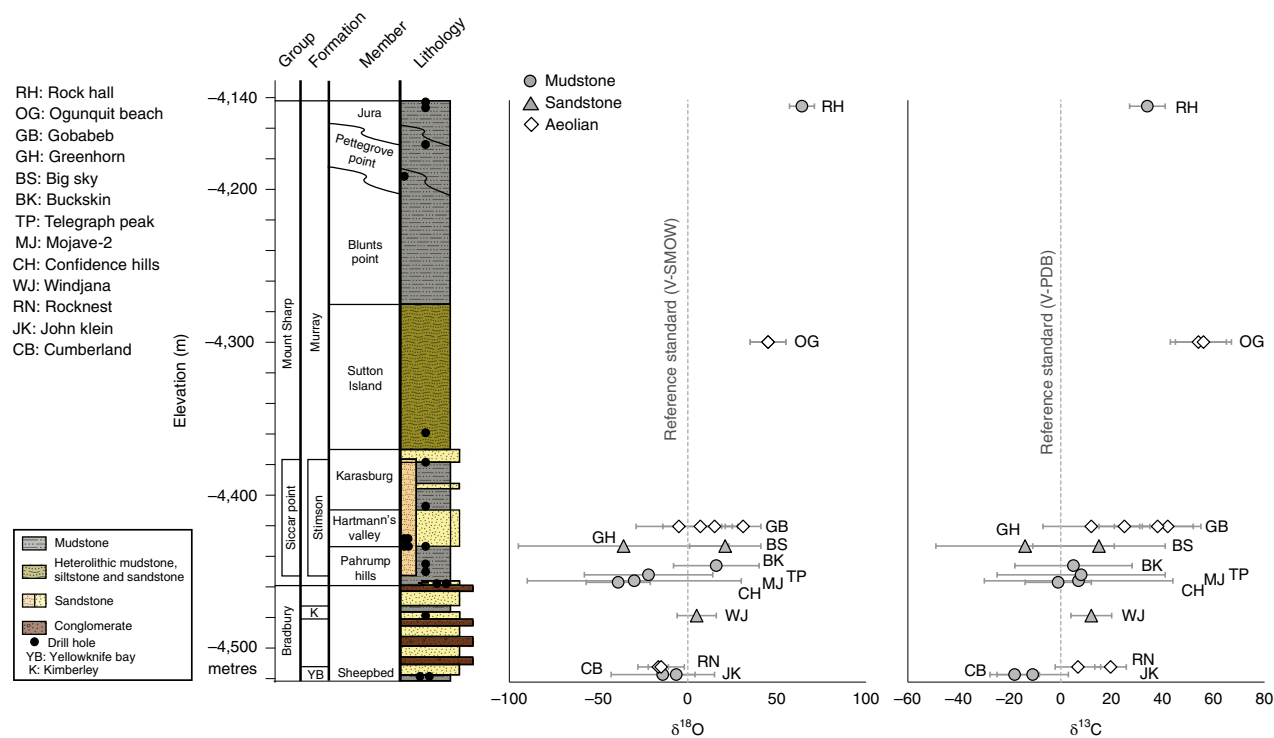 Group
Formation
Member
Lithology
RH: Rock hall
OG: Ogunquit beach
GB: Gobabeb
GH: Greenhorn
BS: Big sky
BK: Buckskin
TP: Telegraph peak
MJ: Mojave-2
CH: Confidence hills
WJ: Windjana
RN: Rocknest
JK: John klein
CB: Cumberland
Elevation (m)
–4,140
–4,200
–4,300
–4,400
–4,500
metres
Mount Sharp
Siccar point
Bradbury
Murray
Stimson
K
YB
Jura
Pettegrove
point
Blunts
point
Sutton
Island
Karasburg
Hartmann's
valley
Pahrump
hills
Sheepbed
Mudstone
Heterolithic mudstone,
siltstone and sandstone
Sandstone
Conglomerate
Drill hole
YB: Yellowknife bay
K: Kimberley
Mudstone
Sandstone
Aeolian
Reference standard (V-SMOW)
RH
OG
GB
GH
BS
BK
TP
MJ
CH
WJ
RN
CB
JK
–100
–50
0
50
100
δ18O
Reference standard (V-PDB)
RH
OG
GB
GH
BS
BK
TP
MJ
CH
WJ
RN
CB
JK
–60
–40
–20
0
20
40
60
80
δ13C